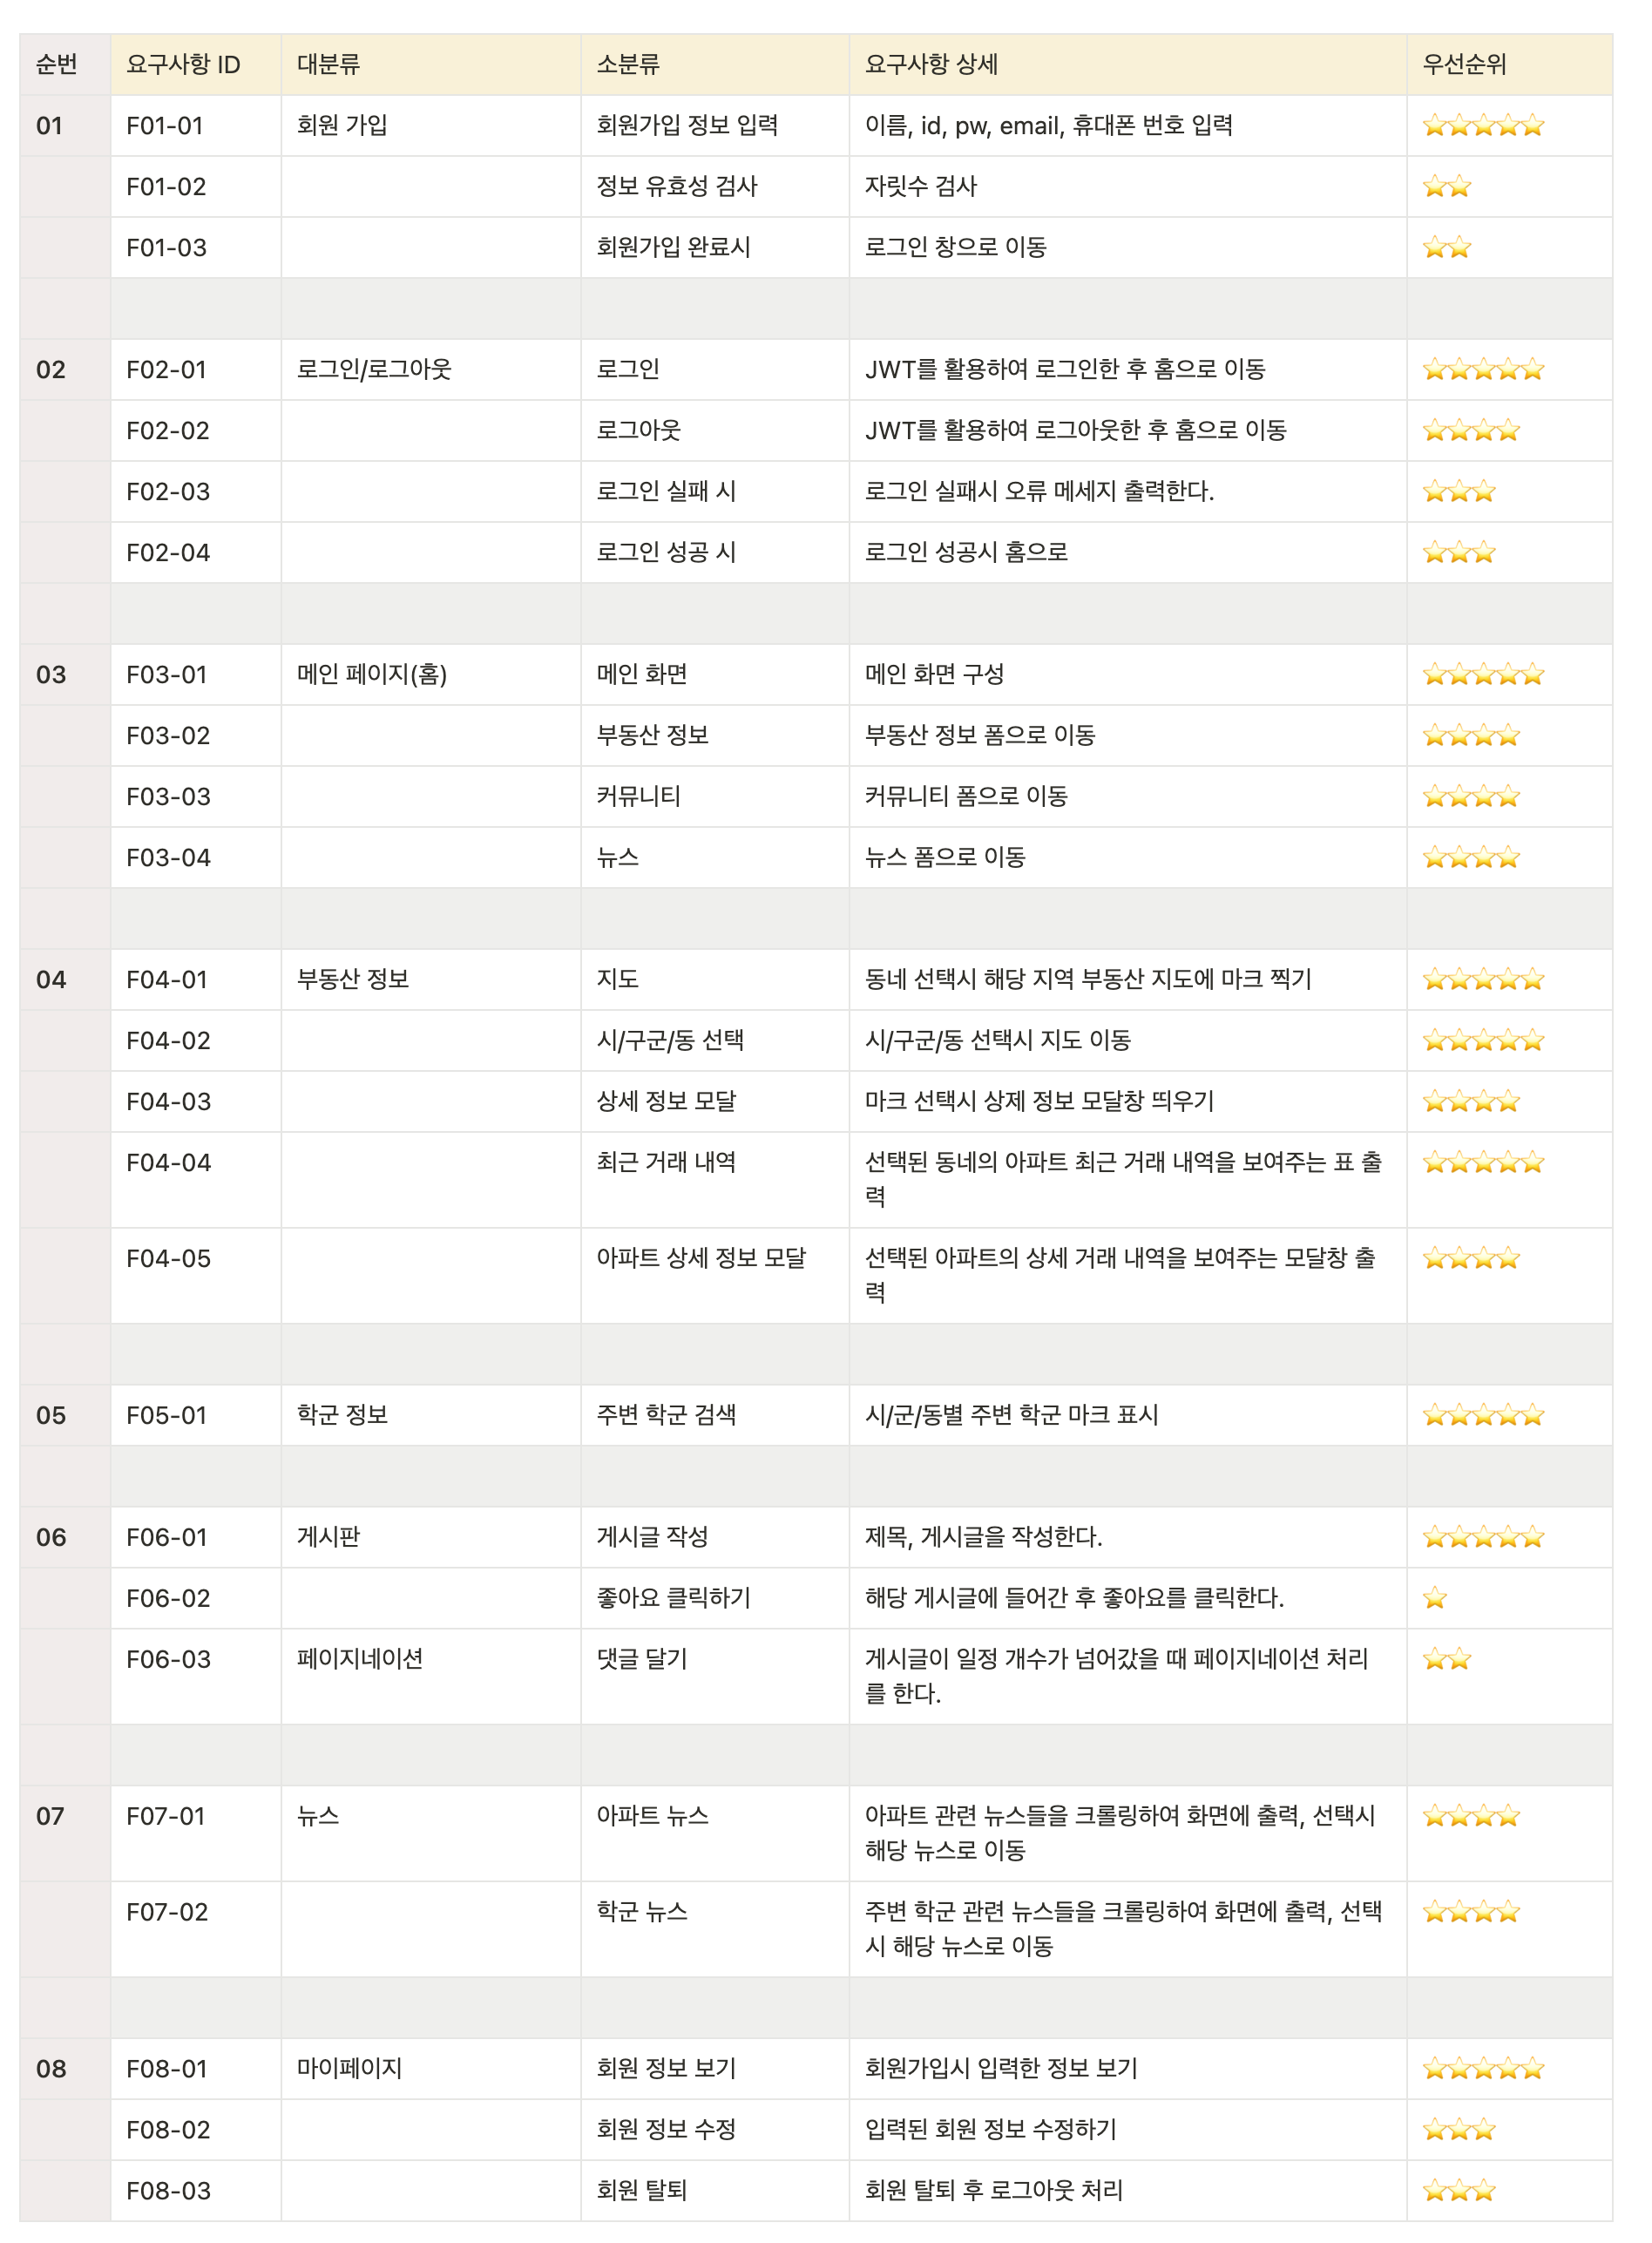 순번 요구사항 ID 대분류 소분류 요구사항 상세 우선순위
01 F01-01 회원 가입 회원가입 정보 입력 이름, id, pw, email, 휴대폰 번호 입력 ⭐⭐⭐⭐⭐
F01-02 정보 유효성 검사 자릿수 검사 ⭐⭐
F01-03 회원가입 완료시 로그인 창으로 이동 ⭐⭐
02 F02-01 로그인/로그아웃 로그인 JWT를 활용하여 로그인한 후 홈으로 이동 ⭐⭐⭐⭐⭐
F02-02 로그아웃 JWT를 활용하여 로그아웃한 후 홈으로 이동 ⭐⭐⭐⭐
F02-03 로그인 실패 시 로그인 실패시 오류 메세지 출력한다. ⭐⭐⭐
F02-04 로그인 성공 시 로그인 성공시 홈으로 ⭐⭐⭐
03 F03-01 메인 페이지(홈) 메인 화면 메인 화면 구성 ⭐⭐⭐⭐⭐
F03-02 부동산 정보 부동산 정보 폼으로 이동 ⭐⭐⭐⭐
F03-03 커뮤니티 커뮤니티 폼으로 이동 ⭐⭐⭐⭐
F03-04 뉴스 뉴스 폼으로 이동 ⭐⭐⭐⭐
04 F04-01 부동산 정보 지도 동네 선택시 해당 지역 부동산 지도에 마크 찍기 ⭐⭐⭐⭐⭐
F04-02 시/구군/동 선택 시/구군/동 선택시 지도 이동 ⭐⭐⭐⭐⭐
F04-03 상세 정보 모달 마크 선택시 상제 정보 모달창 띄우기 ⭐⭐⭐⭐
F04-04 최근 거래 내역 선택된 동네의 아파트 최근 거래 내역을 보여주는 표 출 ⭐⭐⭐⭐⭐
력
F04-05 아파트 상세 정보 모달 선택된 아파트의 상세 거래 내역을 보여주는 모달창 출 ⭐⭐⭐⭐
력
05 F05-01 학군 정보 주변 학군 검색 시/군/동별 주변 학군 마크 표시 ⭐⭐⭐⭐⭐
06 F06-01 게시판 게시글 작성 제목, 게시글을 작성한다. ⭐⭐⭐⭐⭐
F06-02 좋아요 클릭하기 해당 게시글에 들어간 후 좋아요를 클릭한다. ⭐
F06-03 페이지네이션 댓글 달기 게시글이 일정 개수가 넘어갔을 때 페이지네이션 처리 ⭐⭐
를 한다.
07 F07-01 뉴스 아파트 뉴스 아파트 관련 뉴스들을 크롤링하여 화면에 출력, 선택시 ⭐⭐⭐⭐
해당 뉴스로 이동
F07-02 학군 뉴스 주변 학군 관련 뉴스들을 크롤링하여 화면에 출력, 선택 ⭐⭐⭐⭐
시 해당 뉴스로 이동
08 F08-01 마이페이지 회원 정보 보기 회원가입시 입력한 정보 보기 ⭐⭐⭐⭐⭐
F08-02 회원 정보 수정 입력된 회원 정보 수정하기 ⭐⭐⭐
F08-03 회원 탈퇴 회원 탈퇴 후 로그아웃 처리 ⭐⭐⭐